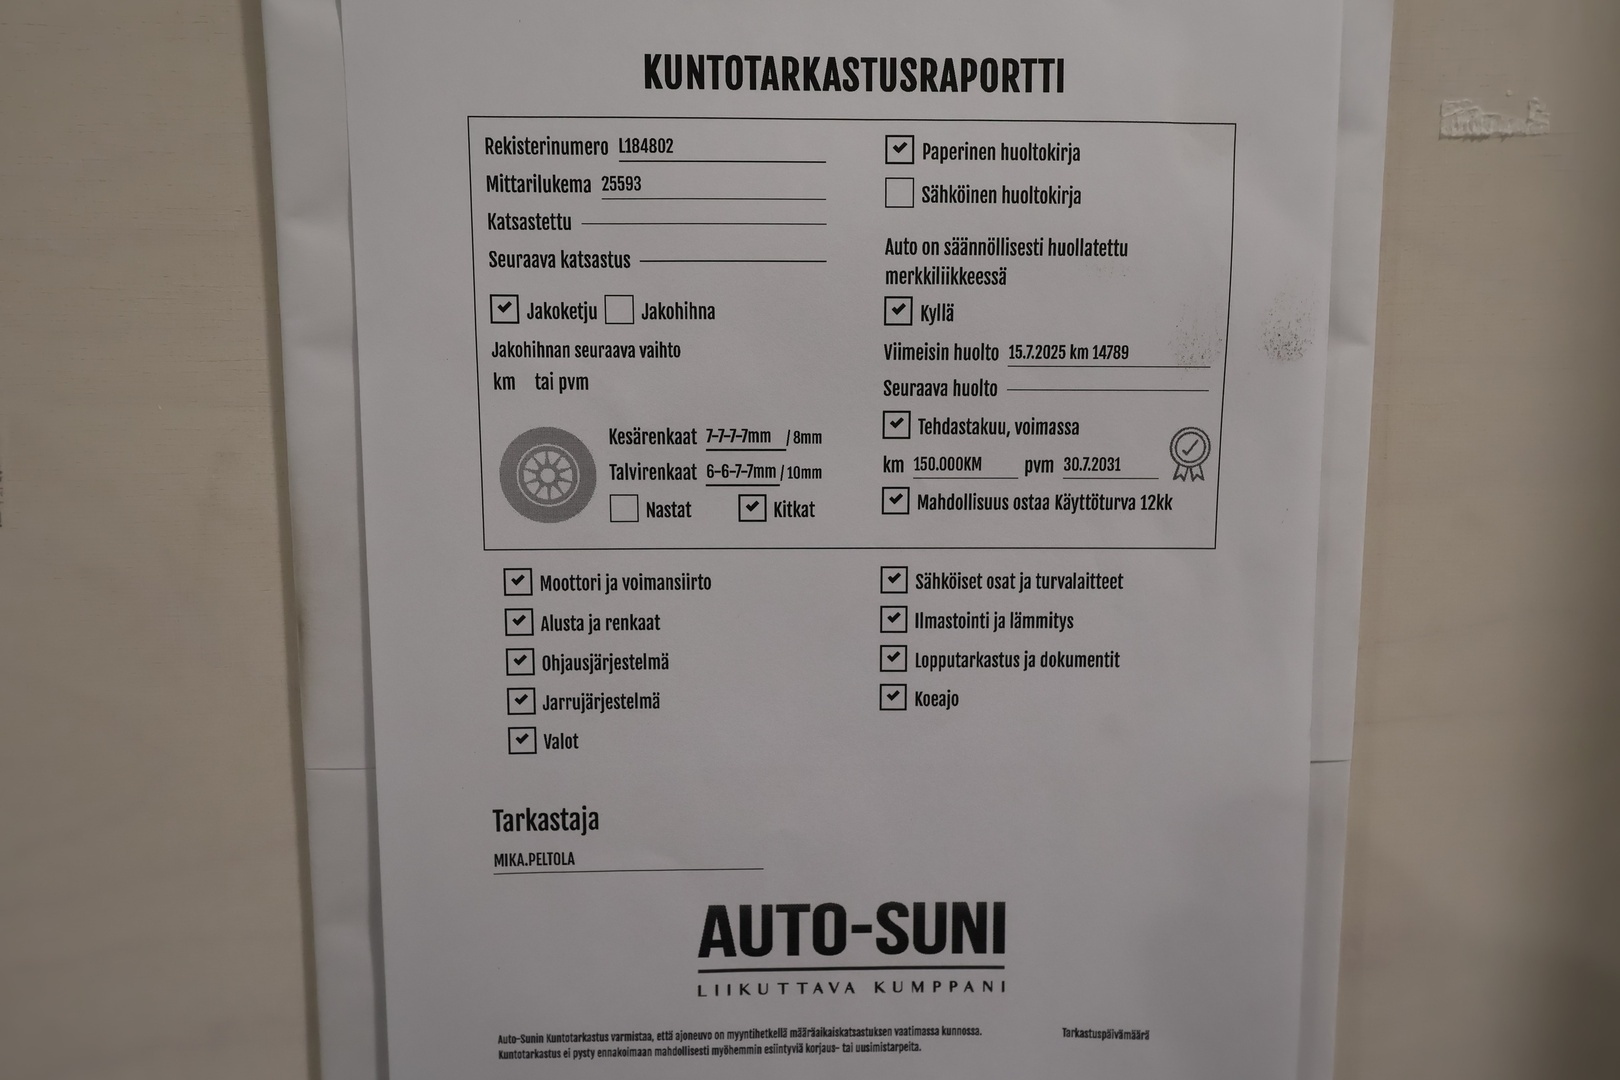 KUNTOTARKASTUSRAPORTTI
Rekisterinumero L184802
Mittarilukema 25593
Katsastettu
Seuraava katsastus
Jakoketju Jakohihna
Jakohihnan seuraava vaihto
km tai pvm
Kesärenkaat 7-7-7-7mm / 8mm
Talvirenkaat 6-6-7-7mm / 10mm
Nastat Kitkat
Paperinen huoltokirja
Sähköinen huoltokirja
Auto on säännöllisesti huollatettu
merkkiliikkeessä
Kyllä
Viimeisin huolto 15.7.2025 km 14789
Seuraava huolto
Tehdastakuu, voimassa
km 150.000KM pvm 30.7.2031
Mahdollisuus ostaa Käyttöturva 12kk
Moottori ja voimansiirto
Alusta ja renkaat
Ohjausjärjestelmä
Jarrujärjestelmä
Valot
Sähköiset osat ja turvalaitteet
Ilmastointi ja lämmitys
Lopputarkastus ja dokumentit
Koeajo
Tarkastaja
MIKA.PELTOLA
AUTO-SUNI
LIIKUTTAVA KUMPPANI
Auto-Sunin Kuntotarkastus varmistaa, että ajoneuvo on myyntihetkellä määräaikaiskatsastuksen vaatimassa kunnossa.
Kuntotarkastus ei pysty ennakoimaan mahdollisesti myöhemmin esiintyviä korjaus- tai uusimistarpeita.
Tarkastuspäivämäärä